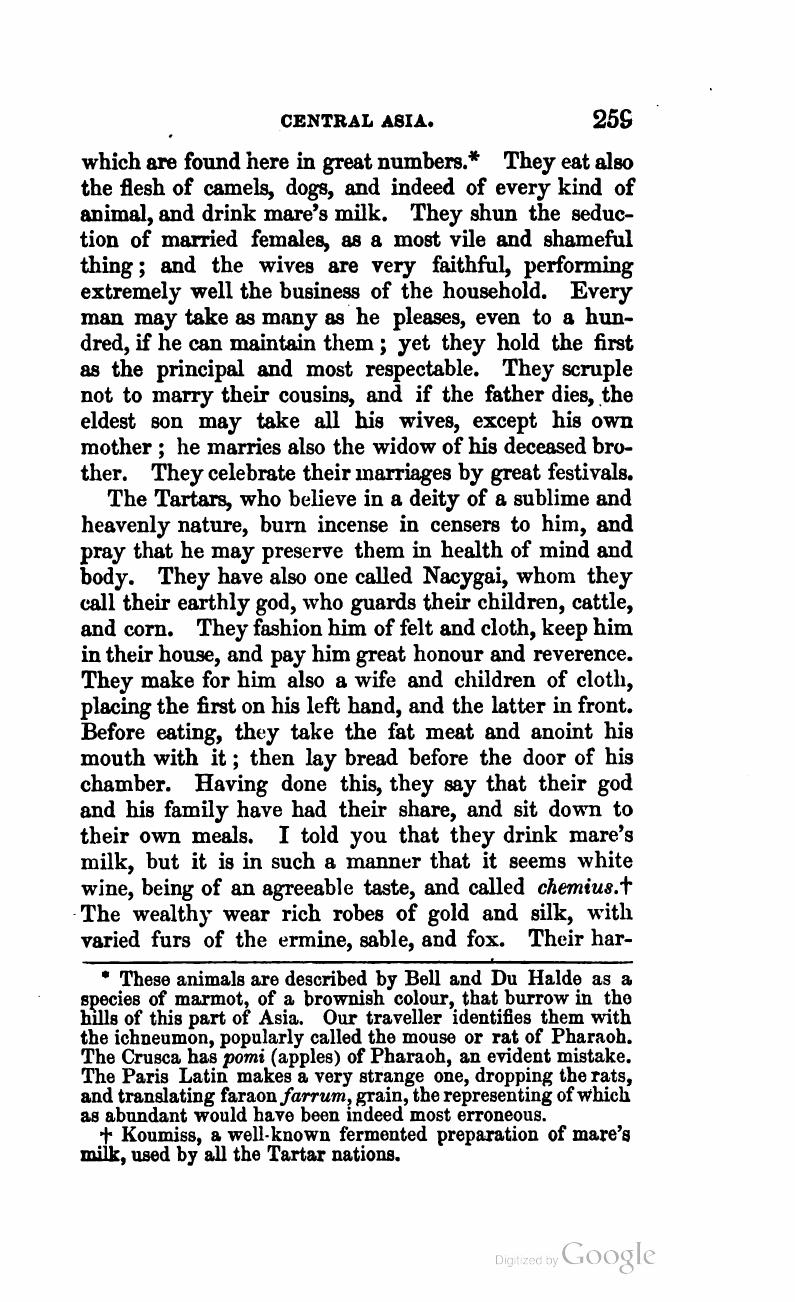 CENTRAL ASIA. 259
which are found here in great numbers.* They eat also
the flesh of camels, dogs, and indeed of every kind of
animal, and drink mare's milk. They shun the seduc-
tion of married females, as a most vile and shameful
thing; and the wives are very faithful, performing
extremely well the business of the household. Every
man may take as many as he pleases, even to a hun-
dred, if he can maintain them; yet they hold the first
as the principal and most respectable. They scruple
not to marry their cousins, and if the father dies, the
eldest son may take all his wives, except his own
mother; he marries also the widow of his deceased bro-
ther. They celebrate their marriages by great festivals.
The Tartars, who believe in a deity of a sublime and
heavenly nature, burn incense in censers to him, and
pray that he may preserve them in health of mind and
body. They have also one called Nacygai, whom they
call their earthly god, who guards their children, cattle,
and corn. They fashion him of felt and cloth, keep him
in their house, and pay him great honour and reverence.
They make for him also a wife and children of cloth,
placing the first on his left hand, and the latter in front.
Before eating, they take the fat meat and anoint his
mouth with it; then lay bread before the door of his
chamber. Having done this, they say that their god
and his family have had their share, and sit down to
their own meals. I told you that they drink mare's
milk, but it is in such a manner that it seems white
wine, being of an agreeable taste, and called chemius.†
The wealthy wear rich robes of gold and silk, with
varied furs of the ermine, sable, and fox. Their har-
* These animals are described by Bell and Du Halde as a
species of marmot, of a brownish colour, that burrow in the
hills of this part of Asia. Our traveller identifies them with
the ichneumon, popularly called the mouse or rat of Pharaoh.
The Crusca has pomi (apples) of Pharaoh, an evident mistake.
The Paris Latin makes a very strange one, dropping the rats,
and translating faraon farrum, grain, the representing of which
as abundant would have been indeed most erroneous.
† Koumiss, a well-known fermented preparation of mare's
milk, used by all the Tartar nations.
Digitized by Google